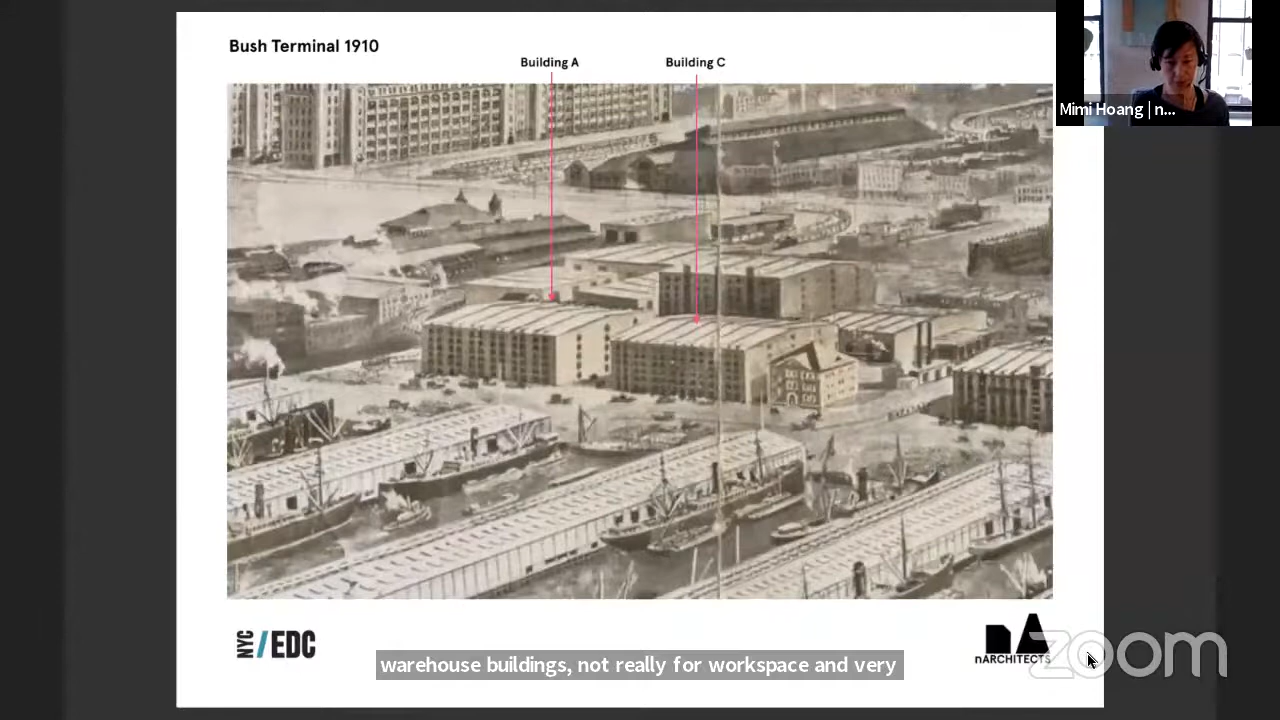 Bush Terminal 1910
Building A
Building C
Mimi Hoang | n...
NYC / EDC
nARCHITECTS
warehouse buildings, not really for workspace and very
zoom